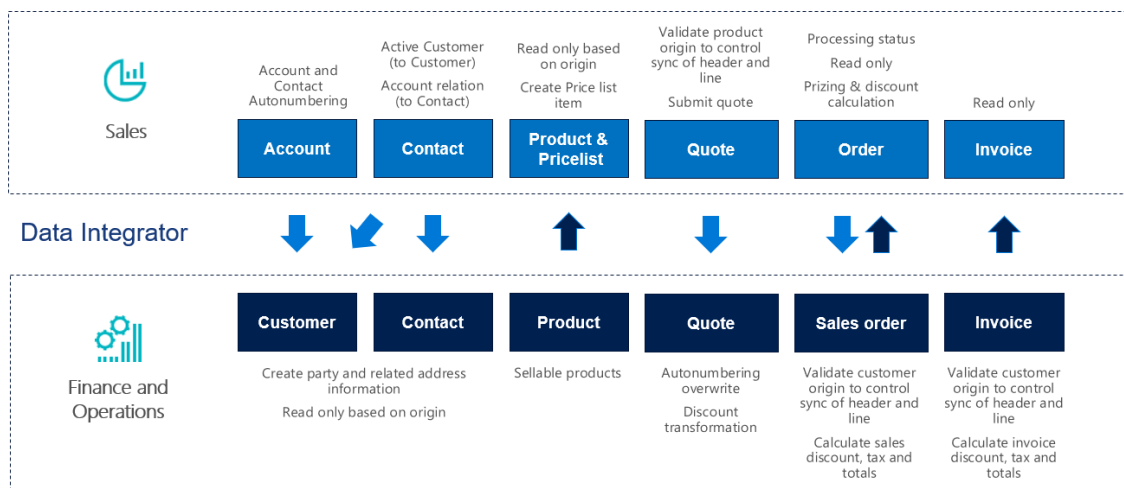 Sales
Account and
Contact
Autonumbering
Account
Active Customer
(to Customer)
Account relation
(to Contact)
Contact
Read only based
on origin
Create Price list
item
Product &
Pricelist
Validate product
origin to control
sync of header and
line
Submit quote
Quote
Processing status
Read only
Prizing & discount
calculation
Order
Read only
Invoice
Data Integrator
Finance and
Operations
Customer
Contact
Create party and related address
information
Read only based on origin
Product
Sellable products
Quote
Autonumbering
overwrite
Discount
transformation
Sales order
Validate customer
origin to control
sync of header and
line
Calculate sales
discount, tax and
totals
Invoice
Validate customer
origin to control
sync of header and
line
Calculate invoice
discount, tax and
totals